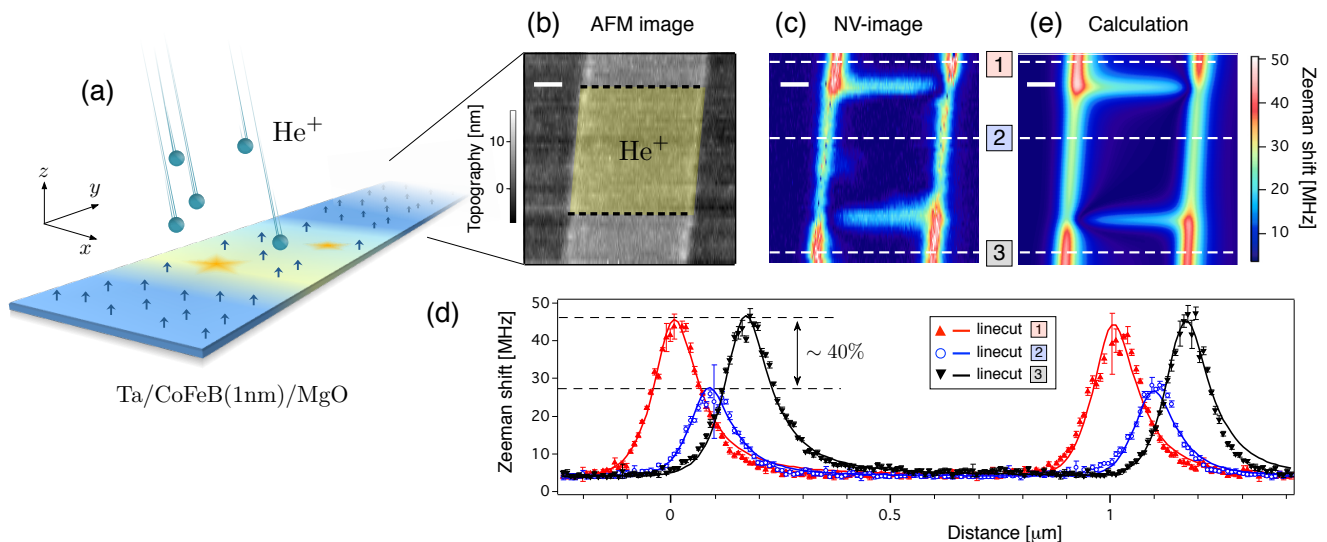 (a)
He⁺
z
y
x
Ta/CoFeB(1nm)/MgO
(b)
AFM image
Topography [nm]
10
0
He⁺
(c)
NV-image
1
2
3
(e)
Calculation
50
40
30
20
10
Zeeman shift [MHz]
(d)
Zeeman shift [MHz]
50
40
30
20
10
0
~ 40%
linecut 1
linecut 2
linecut 3
0
0.5
1
Distance [µm]